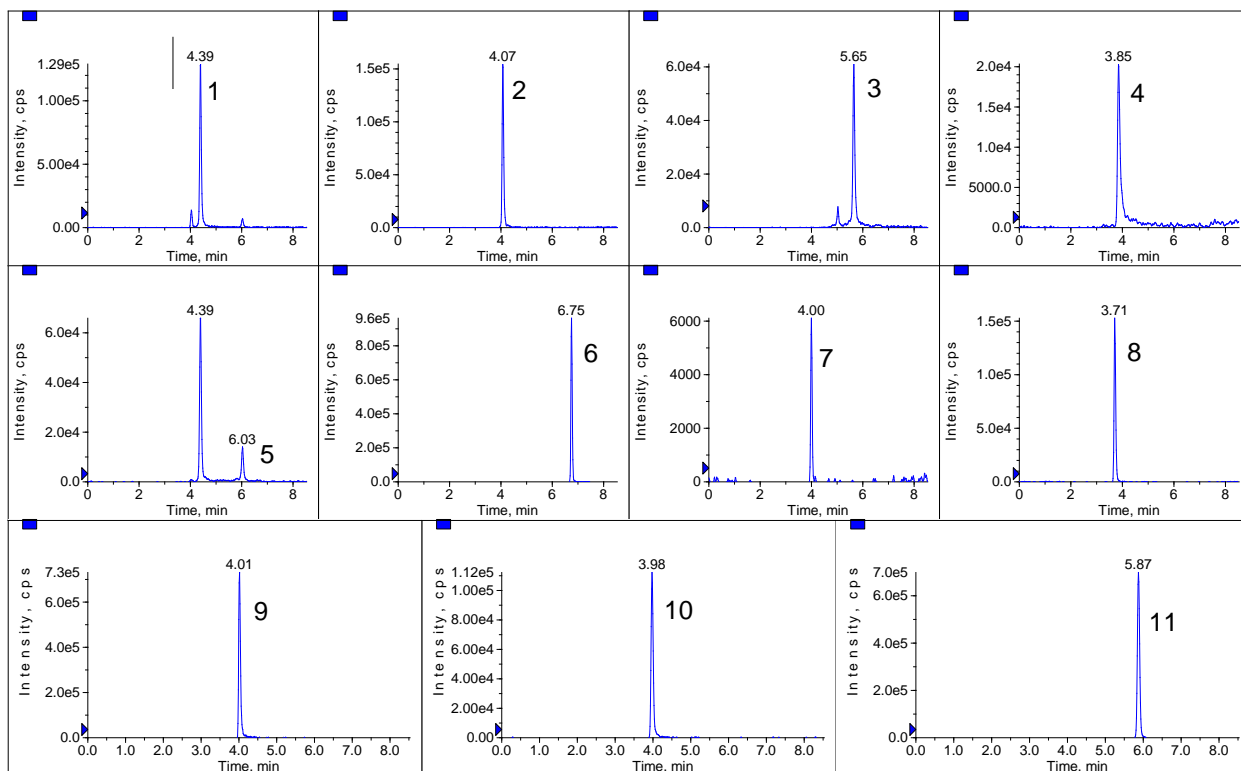 4.39
1
1.29e5
1.00e5
5.00e4
0.00
0 2 4 6 8
Time, min
Intensity, cps
4.07
2
1.5e5
1.0e5
5.0e4
0.0
0 2 4 6 8
Time, min
Intensity, cps
5.65
3
6.0e4
4.0e4
2.0e4
0.0
0 2 4 6 8
Time, min
Intensity, cps
3.85
4
2.0e4
1.5e4
1.0e4
5000.0
0.0
0 2 4 6 8
Time, min
Intensity, cps
4.39
6.03
5
6.0e4
4.0e4
2.0e4
0.0
0 2 4 6 8
Time, min
Intensity, cps
6.75
6
9.6e5
8.0e5
6.0e5
4.0e5
2.0e5
0.0
0 2 4 6 8
Time, min
Intensity, cps
4.00
7
6000
4000
2000
0
0 2 4 6 8
Time, min
Intensity, cps
3.71
8
1.5e5
1.0e5
5.0e4
0.0
0 2 4 6 8
Time, min
Intensity, cps
4.01
9
7.3e5
6.0e5
4.0e5
2.0e5
0.0
0.0 1.0 2.0 3.0 4.0 5.0 6.0 7.0 8.0
Time, min
Intensity, cps
3.98
10
1.12e5
1.00e5
8.00e4
6.00e4
4.00e4
2.00e4
0.00
0.0 1.0 2.0 3.0 4.0 5.0 6.0 7.0 8.0
Time, min
Intensity, cps
5.87
11
7.0e5
6.0e5
4.0e5
2.0e5
0.0
0.0 1.0 2.0 3.0 4.0 5.0 6.0 7.0 8.0
Time, min
Intensity, cps